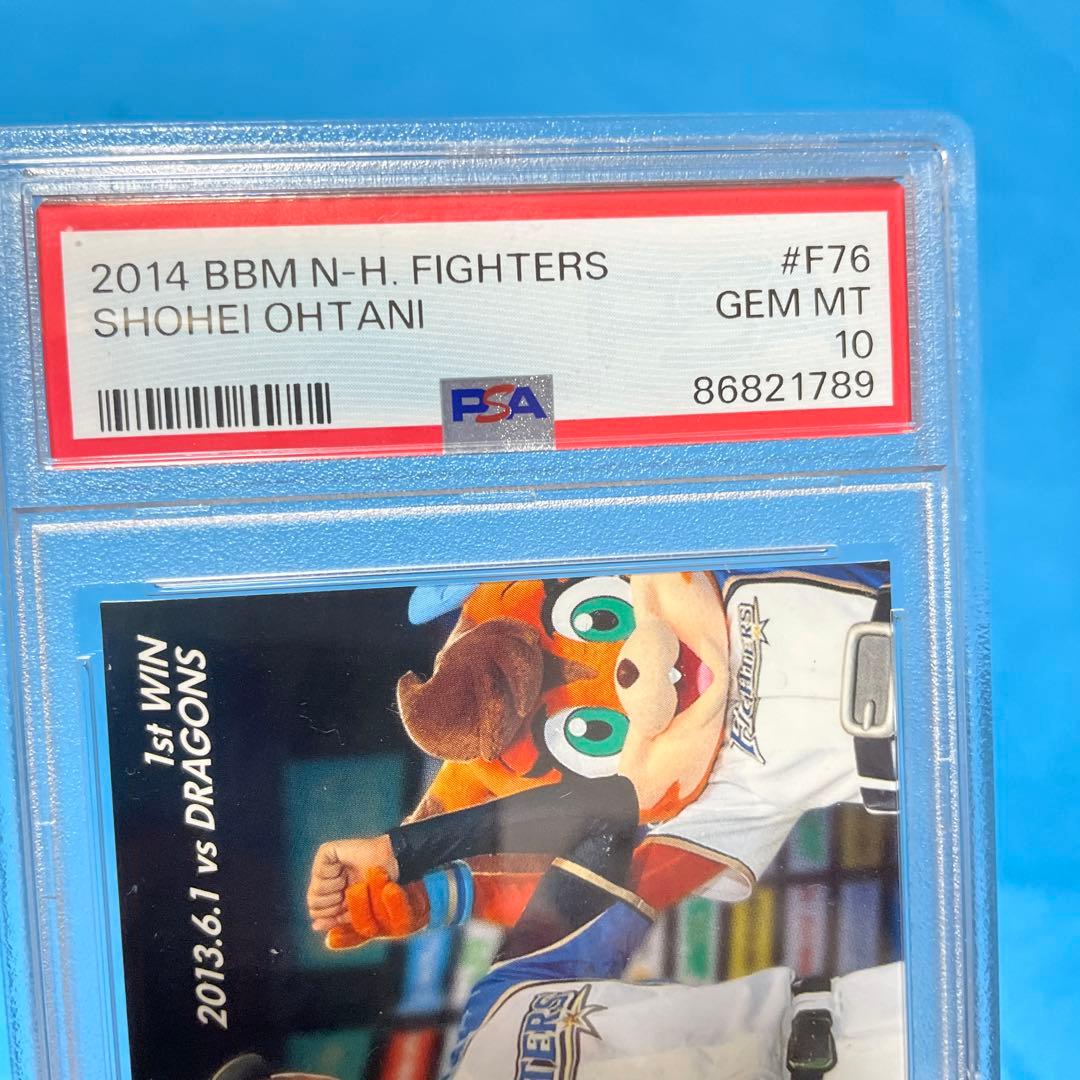 2014 BBM N-H. FIGHTERS
SHOHEI OHTANI
#F76
GEM MT
10
86821789
PSA
1st WIN
2013.6.1 vs DRAGONS
FIGHTERS
TERS